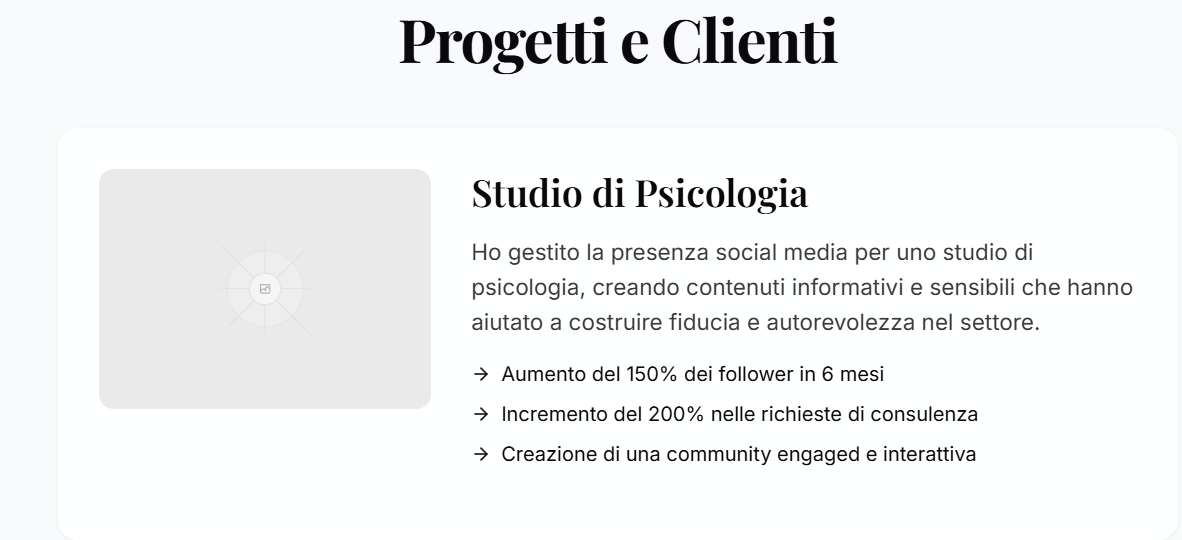 Progetti e Clienti
Studio di Psicologia
Ho gestito la presenza social media per uno studio di
psicologia, creando contenuti informativi e sensibili che hanno
aiutato a costruire fiducia e autorevolezza nel settore.
→ Aumento del 150% dei follower in 6 mesi
→ Incremento del 200% nelle richieste di consulenza
→ Creazione di una community engaged e interattiva